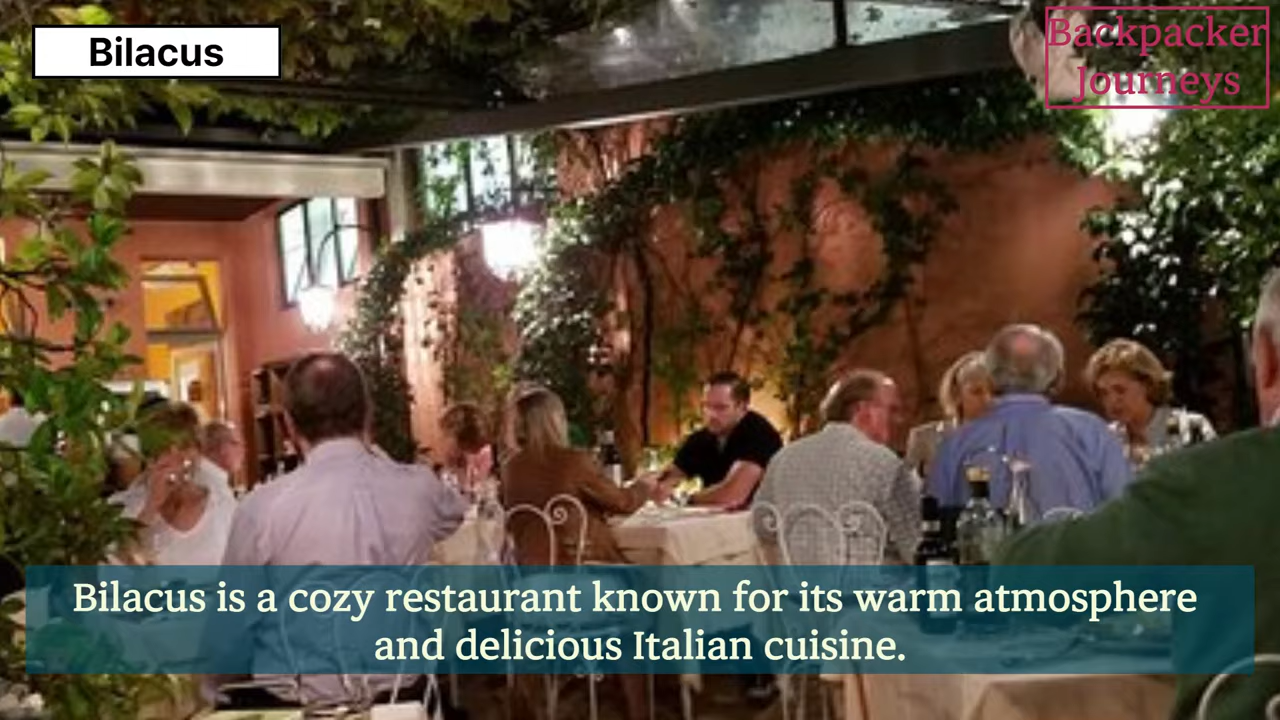 Bilacus
Backpacker
Journeys
Bilacus is a cozy restaurant known for its warm atmosphere
and delicious Italian cuisine.